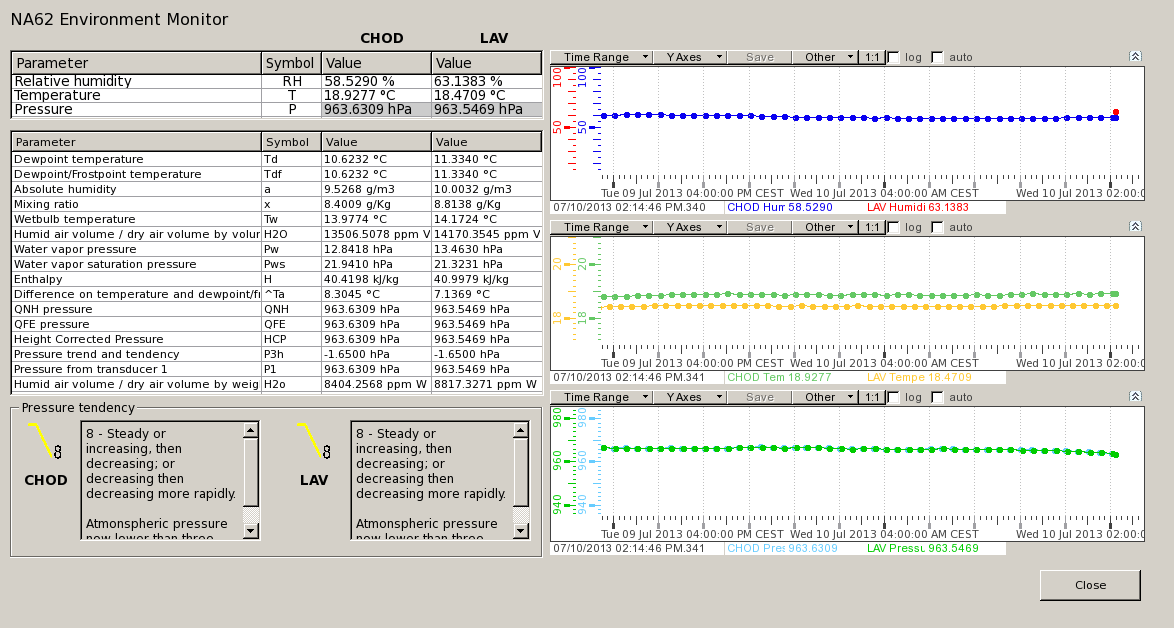 NA62 Environment Monitor
CHOD LAV
Parameter Symbol Value Value
Relative humidity RH 58.5290 % 63.1383 %
Temperature T 18.9277 °C 18.4709 °C
Pressure P 963.6309 hPa 963.5469 hPa
Parameter Symbol Value Value
Dewpoint temperature Td 10.6232 °C 11.3340 °C
Dewpoint/Frostpoint temperature Tdf 10.6232 °C 11.3340 °C
Absolute humidity a 9.5268 g/m3 10.0032 g/m3
Mixing ratio x 8.4009 g/Kg 8.8138 g/Kg
Wetbulb temperature Tw 13.9774 °C 14.1724 °C
Humid air volume / dry air volume by volur H2O 13506.5078 ppm V 14170.3545 ppm V
Water vapor pressure Pw 12.8418 hPa 13.4630 hPa
Water vapor saturation pressure Pws 21.9410 hPa 21.3231 hPa
Enthalpy H 40.4198 kJ/kg 40.9979 kJ/kg
Difference on temperature and dewpoint/fr ^Ta 8.3045 °C 7.1369 °C
QNH pressure QNH 963.6309 hPa 963.5469 hPa
QFE pressure QFE 963.6309 hPa 963.5469 hPa
Height Corrected Pressure HCP 963.6309 hPa 963.5469 hPa
Pressure trend and tendency P3h -1.6500 hPa -1.6500 hPa
Pressure from transducer 1 P1 963.6309 hPa 963.5469 hPa
Humid air volume / dry air volume by weig H2o 8404.2568 ppm W 8817.3271 ppm W
Pressure tendency
8
CHOD
8 - Steady or
increasing, then
decreasing; or
decreasing then
decreasing more rapidly.
Atmonspheric pressure
now lower than three
8
LAV
8 - Steady or
increasing, then
decreasing; or
decreasing then
decreasing more rapidly.
Atmonspheric pressure
now lower than three
Time Range Y Axes Save Other 1:1 log auto
100 100
50 50
Tue 09 Jul 2013 04:00:00 PM CEST Wed 10 Jul 2013 04:00:00 AM CEST Wed 10 Jul 2013 02:00:0
07/10/2013 02:14:46 PM.340 CHOD Hum 58.5290 LAV Humidi 63.1383
Time Range Y Axes Save Other 1:1 log auto
20 20
18 18
Tue 09 Jul 2013 04:00:00 PM CEST Wed 10 Jul 2013 04:00:00 AM CEST Wed 10 Jul 2013 02:00:0
07/10/2013 02:14:46 PM.341 CHOD Tem 18.9277 LAV Tempe 18.4709
Time Range Y Axes Save Other 1:1 log auto
980 980
960 960
940 940
Tue 09 Jul 2013 04:00:00 PM CEST Wed 10 Jul 2013 04:00:00 AM CEST Wed 10 Jul 2013 02:00:0
07/10/2013 02:14:46 PM.341 CHOD Pres 963.6309 LAV Pressu 963.5469
Close